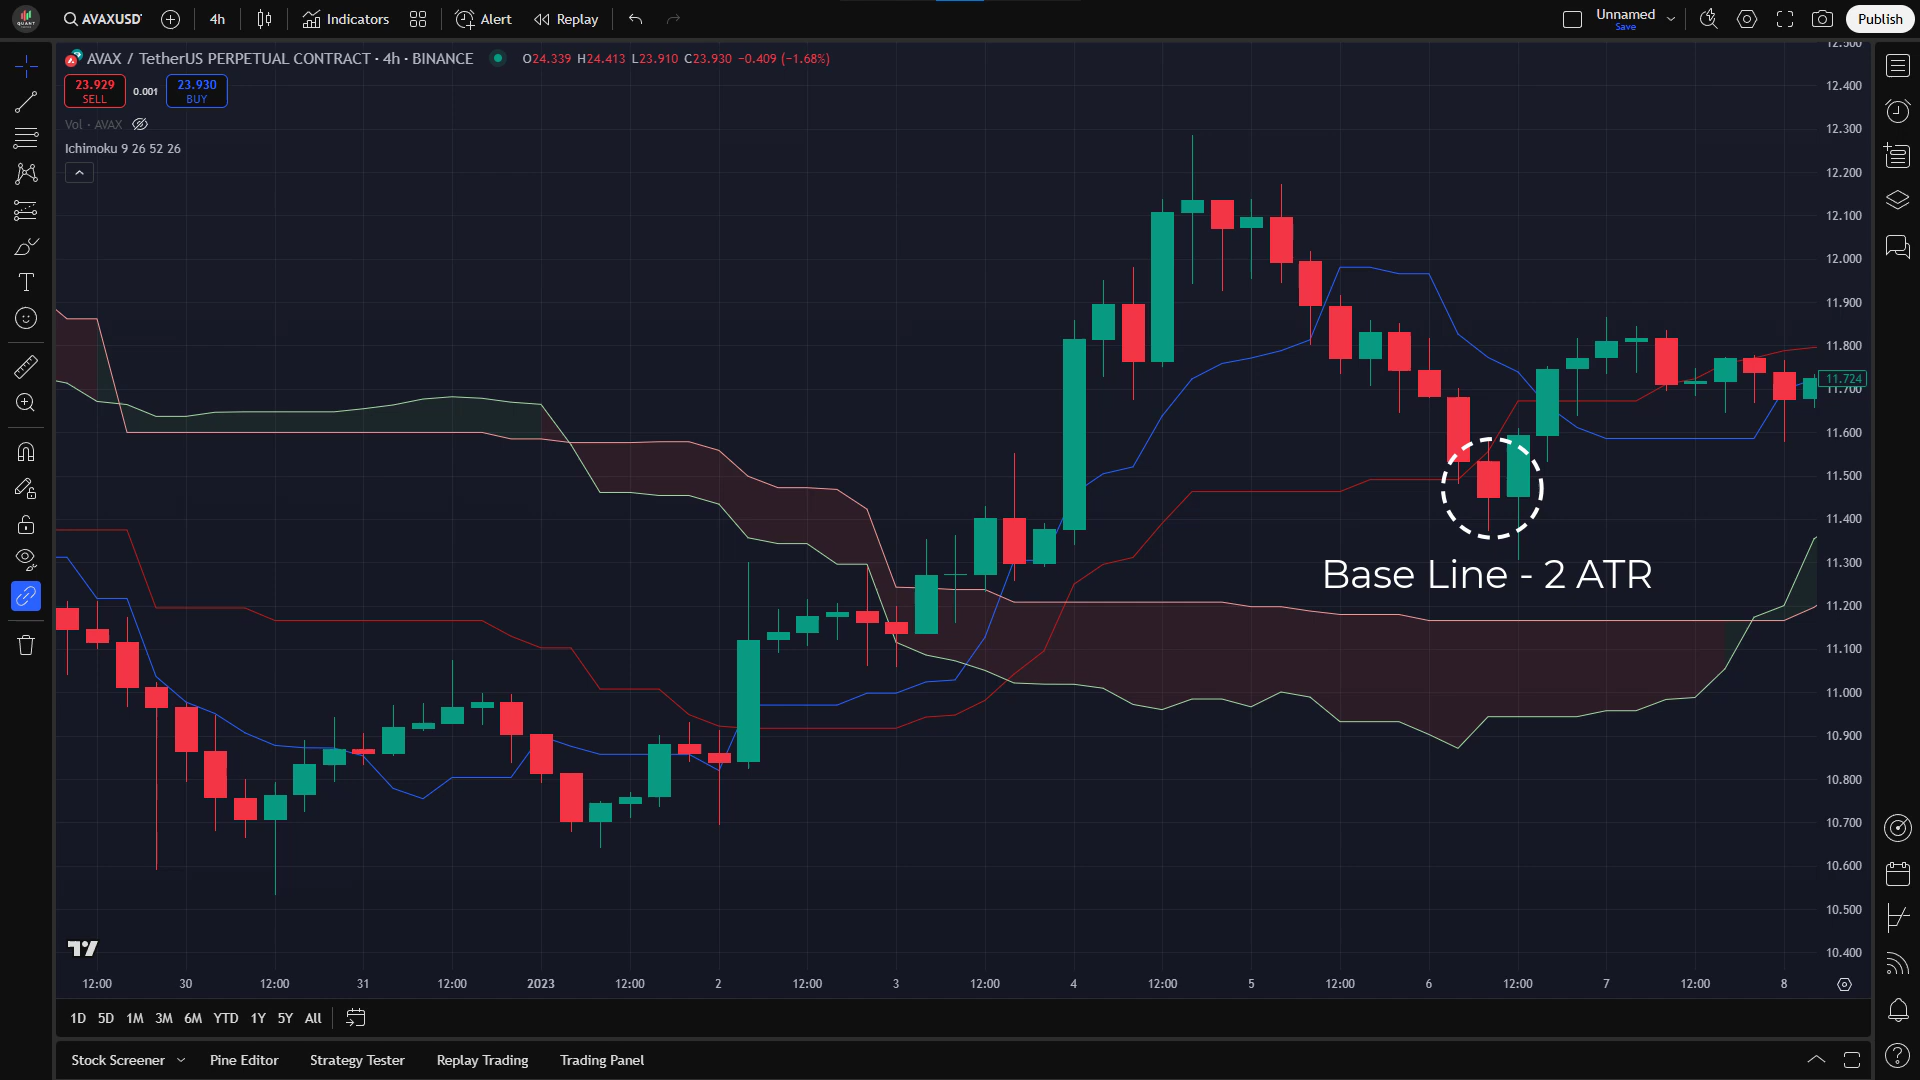 AVAXUSD 4h Indicators Alert Replay Unnamed Save Publish
AVAX / TetherUS PERPETUAL CONTRACT · 4h · BINANCE O24.339 H24.413 L23.910 C23.930 −0.409 (−1.68%)
23.929 SELL 0.001 23.930 BUY
Vol · AVAX
Ichimoku 9 26 52 26
12.500
12.400
12.300
12.200
12.100
12.000
11.900
11.800
11.724
11.700
11.600
11.500
11.400
11.300
11.200
11.100
11.000
10.900
10.800
10.700
10.600
10.500
10.400
Base Line - 2 ATR
12:00 30 12:00 31 12:00 2023 12:00 2 12:00 3 12:00 4 12:00 5 12:00 6 12:00 7 12:00 8
1D 5D 1M 3M 6M YTD 1Y 5Y All
Stock Screener Pine Editor Strategy Tester Replay Trading Trading Panel